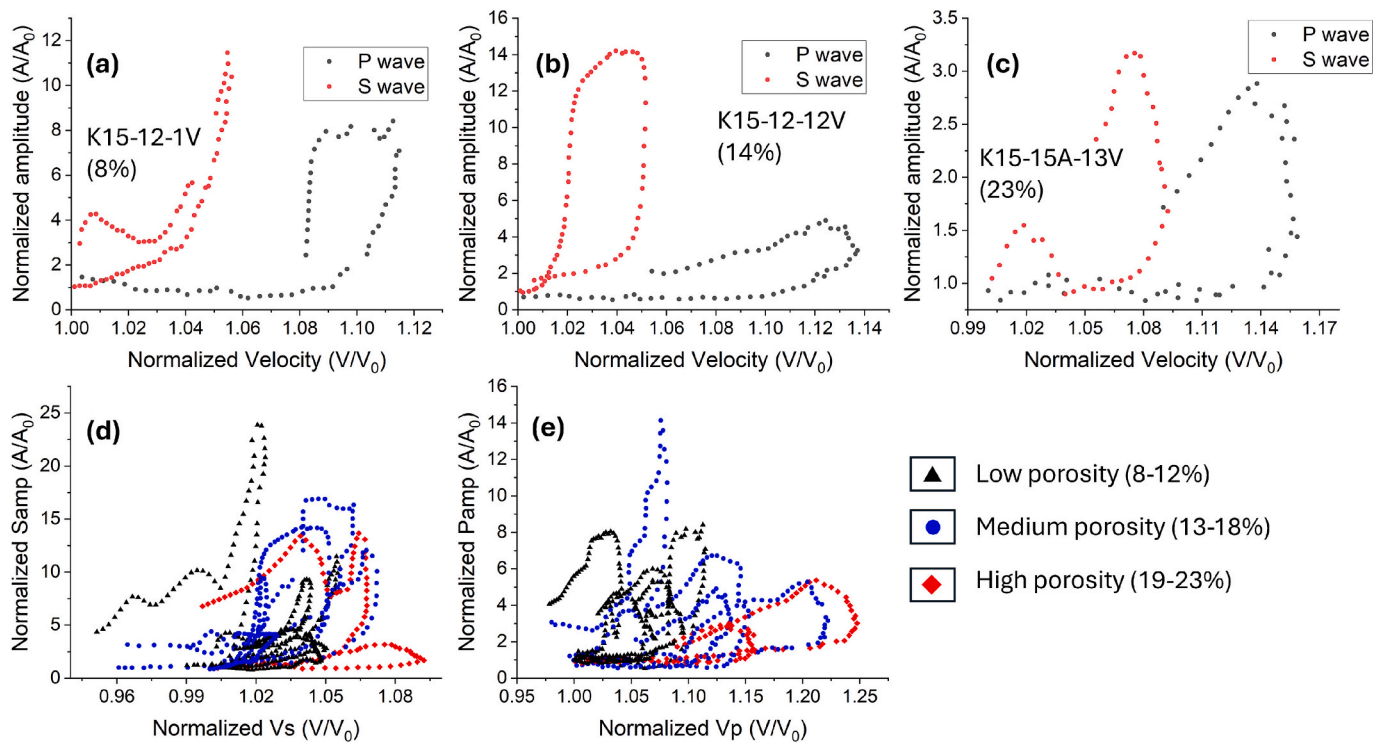 (a)
P wave
S wave
K15-12-1V
(8%)
Normalized amplitude (A/A₀)
12
10
8
6
4
2
0
1.00 1.02 1.04 1.06 1.08 1.10 1.12
Normalized Velocity (V/V₀)
(b)
P wave
S wave
K15-12-12V
(14%)
Normalized amplitude (A/A₀)
16
14
12
10
8
6
4
2
0
1.00 1.02 1.04 1.06 1.08 1.10 1.12 1.14
Normalized Velocity (V/V₀)
(c)
P wave
S wave
K15-15A-13V
(23%)
Normalized amplitude (A/A₀)
3.5
3.0
2.5
2.0
1.5
1.0
0.99 1.02 1.05 1.08 1.11 1.14 1.17
Normalized Velocity (V/V₀)
(d)
Normalized Samp (A/A₀)
25
20
15
10
5
0
0.96 0.99 1.02 1.05 1.08
Normalized Vs (V/V₀)
(e)
Normalized Pamp (A/A₀)
16
14
12
10
8
6
4
2
0
0.95 1.00 1.05 1.10 1.15 1.20 1.25
Normalized Vp (V/V₀)
Low porosity (8-12%)
Medium porosity (13-18%)
High porosity (19-23%)